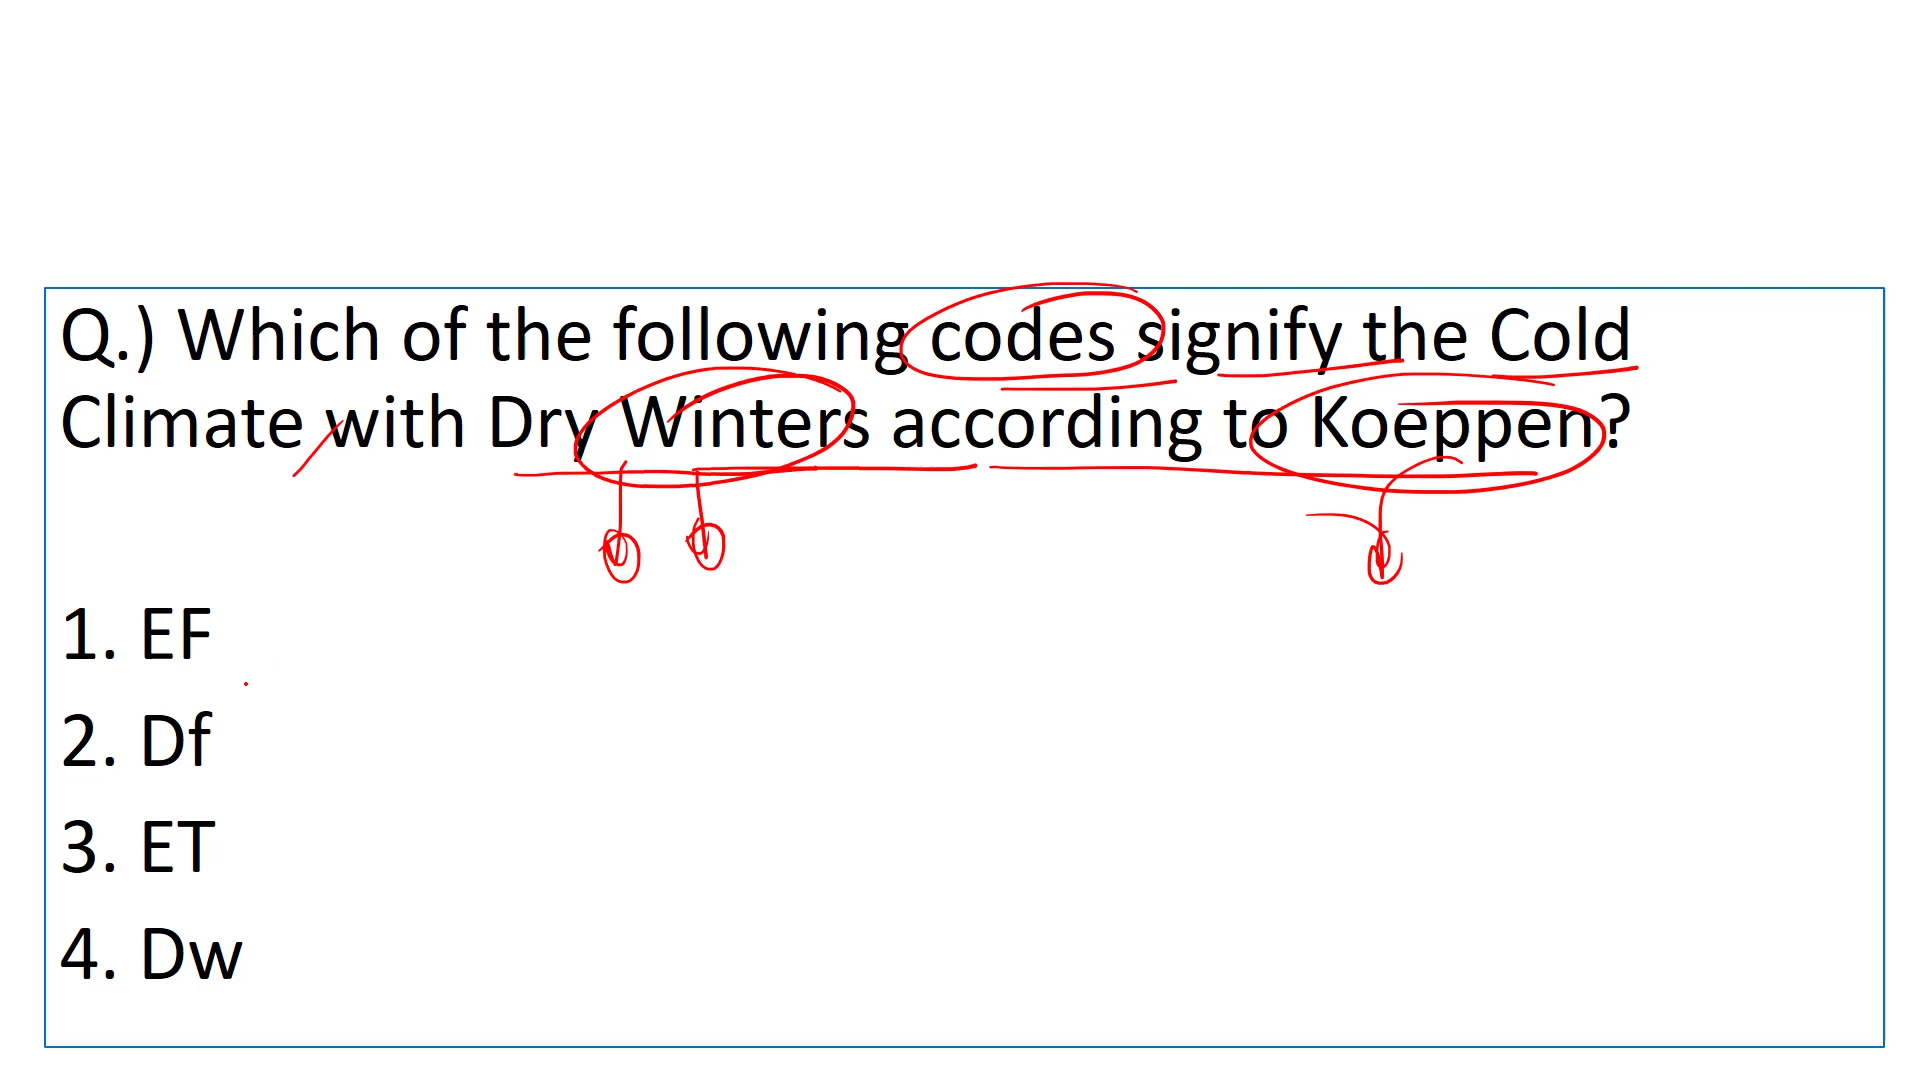 Q.) Which of the following codes signify the Cold
Climate with Dry Winters according to Koeppen?
1. EF
2. Df
3. ET
4. Dw